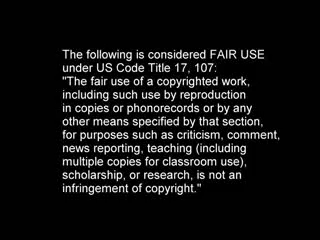 The following is considered FAIR USE
under US Code Title 17, 107:
"The fair use of a copyrighted work,
including such use by reproduction
in copies or phonorecords or by any
other means specified by that section,
for purposes such as criticism, comment,
news reporting, teaching (including
multiple copies for classroom use),
scholarship, or research, is not an
infringement of copyright."